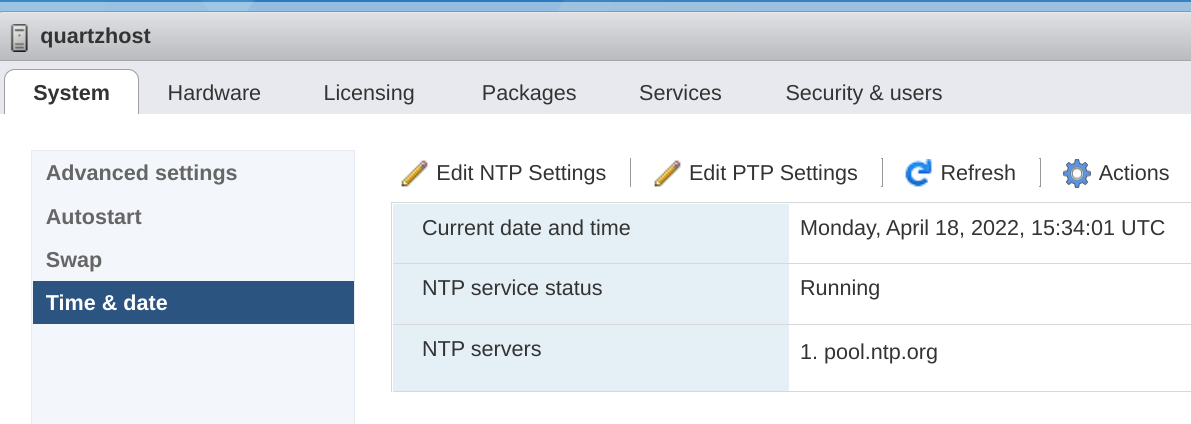 quartzhost
System Hardware Licensing Packages Services Security & users
Advanced settings
Autostart
Swap
Time & date
Edit NTP Settings Edit PTP Settings Refresh Actions
Current date and time Monday, April 18, 2022, 15:34:01 UTC
NTP service status Running
NTP servers 1. pool.ntp.org